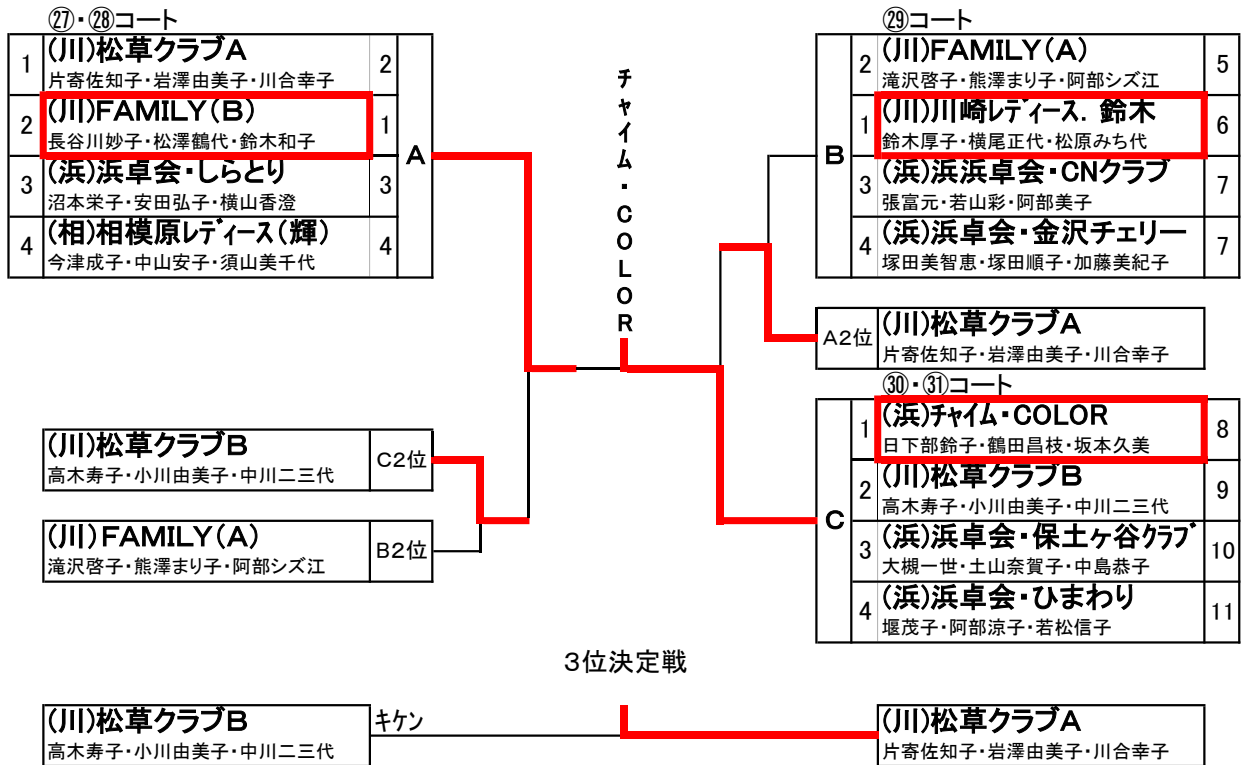 ㉗・㉘コート
1 (川)松草クラブA 2
片寄佐知子・岩澤由美子・川合幸子
2 (川)FAMILY(B) 1
長谷川妙子・松澤鶴代・鈴木和子
A
3 (浜)浜卓会・しらとり 3
沼本栄子・安田弘子・横山香澄
4 (相)相模原レディース(輝) 4
今津成子・中山安子・須山美千代
(川)松草クラブB C2位
高木寿子・小川由美子・中川二三代
(川)FAMILY(A) B2位
滝沢啓子・熊澤まり子・阿部シズ江
チャイム・COLOR
㉙コート
2 (川)FAMILY(A) 5
滝沢啓子・熊澤まり子・阿部シズ江
1 (川)川崎レディース.鈴木 6
鈴木厚子・横尾正代・松原みち代
B
3 (浜)浜浜卓会・CNクラブ 7
張富元・若山彩・阿部美子
4 (浜)浜卓会・金沢チェリー 7
塚田美智恵・塚田順子・加藤美紀子
A2位 (川)松草クラブA
片寄佐知子・岩澤由美子・川合幸子
㉚・㉛コート
1 (浜)チャイム・COLOR 8
日下部鈴子・鶴田昌枝・坂本久美
2 (川)松草クラブB 9
高木寿子・小川由美子・中川二三代
C
3 (浜)浜卓会・保土ヶ谷クラブ 10
大槻一世・土山奈賀子・中島恭子
4 (浜)浜卓会・ひまわり 11
堰茂子・阿部涼子・若松信子
3位決定戦
(川)松草クラブB キケン
高木寿子・小川由美子・中川二三代
(川)松草クラブA
片寄佐知子・岩澤由美子・川合幸子